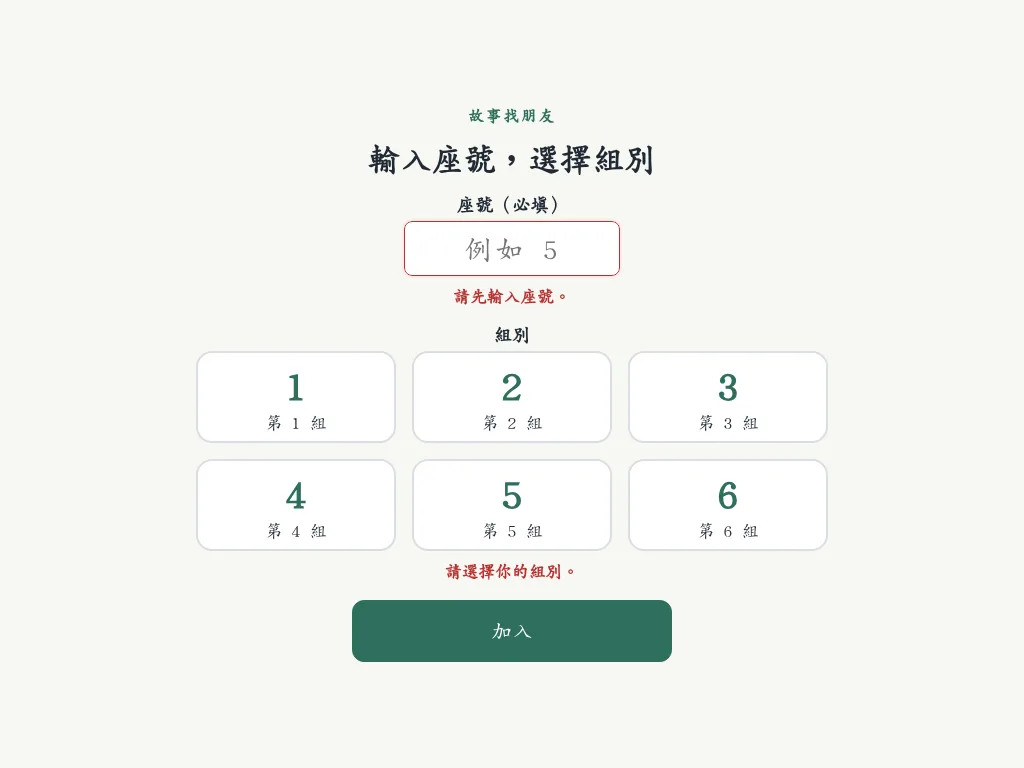 故事找朋友
輸入座號，選擇組別
座號（必填）
例如 5
請先輸入座號。
組別
1
第 1 組
2
第 2 組
3
第 3 組
4
第 4 組
5
第 5 組
6
第 6 組
請選擇你的組別。
加入